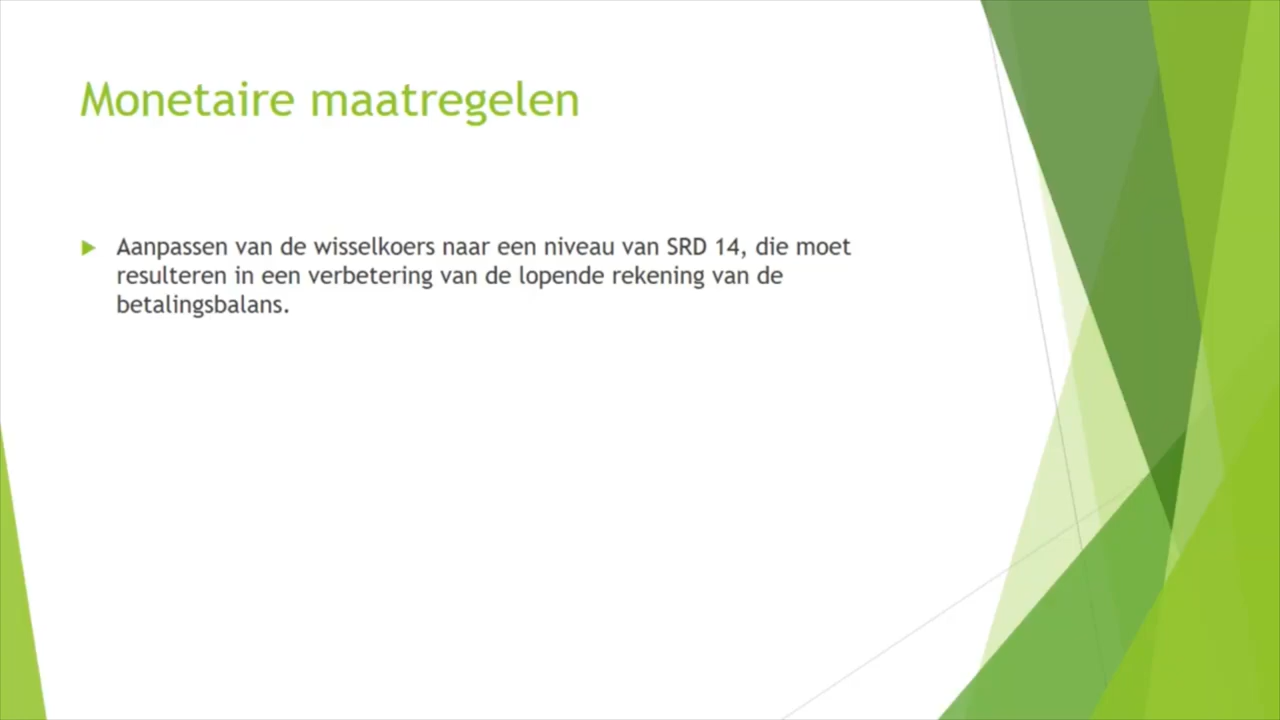 Monetaire maatregelen
Aanpassen van de wisselkoers naar een niveau van SRD 14, die moet
resulteren in een verbetering van de lopende rekening van de
betalingsbalans.